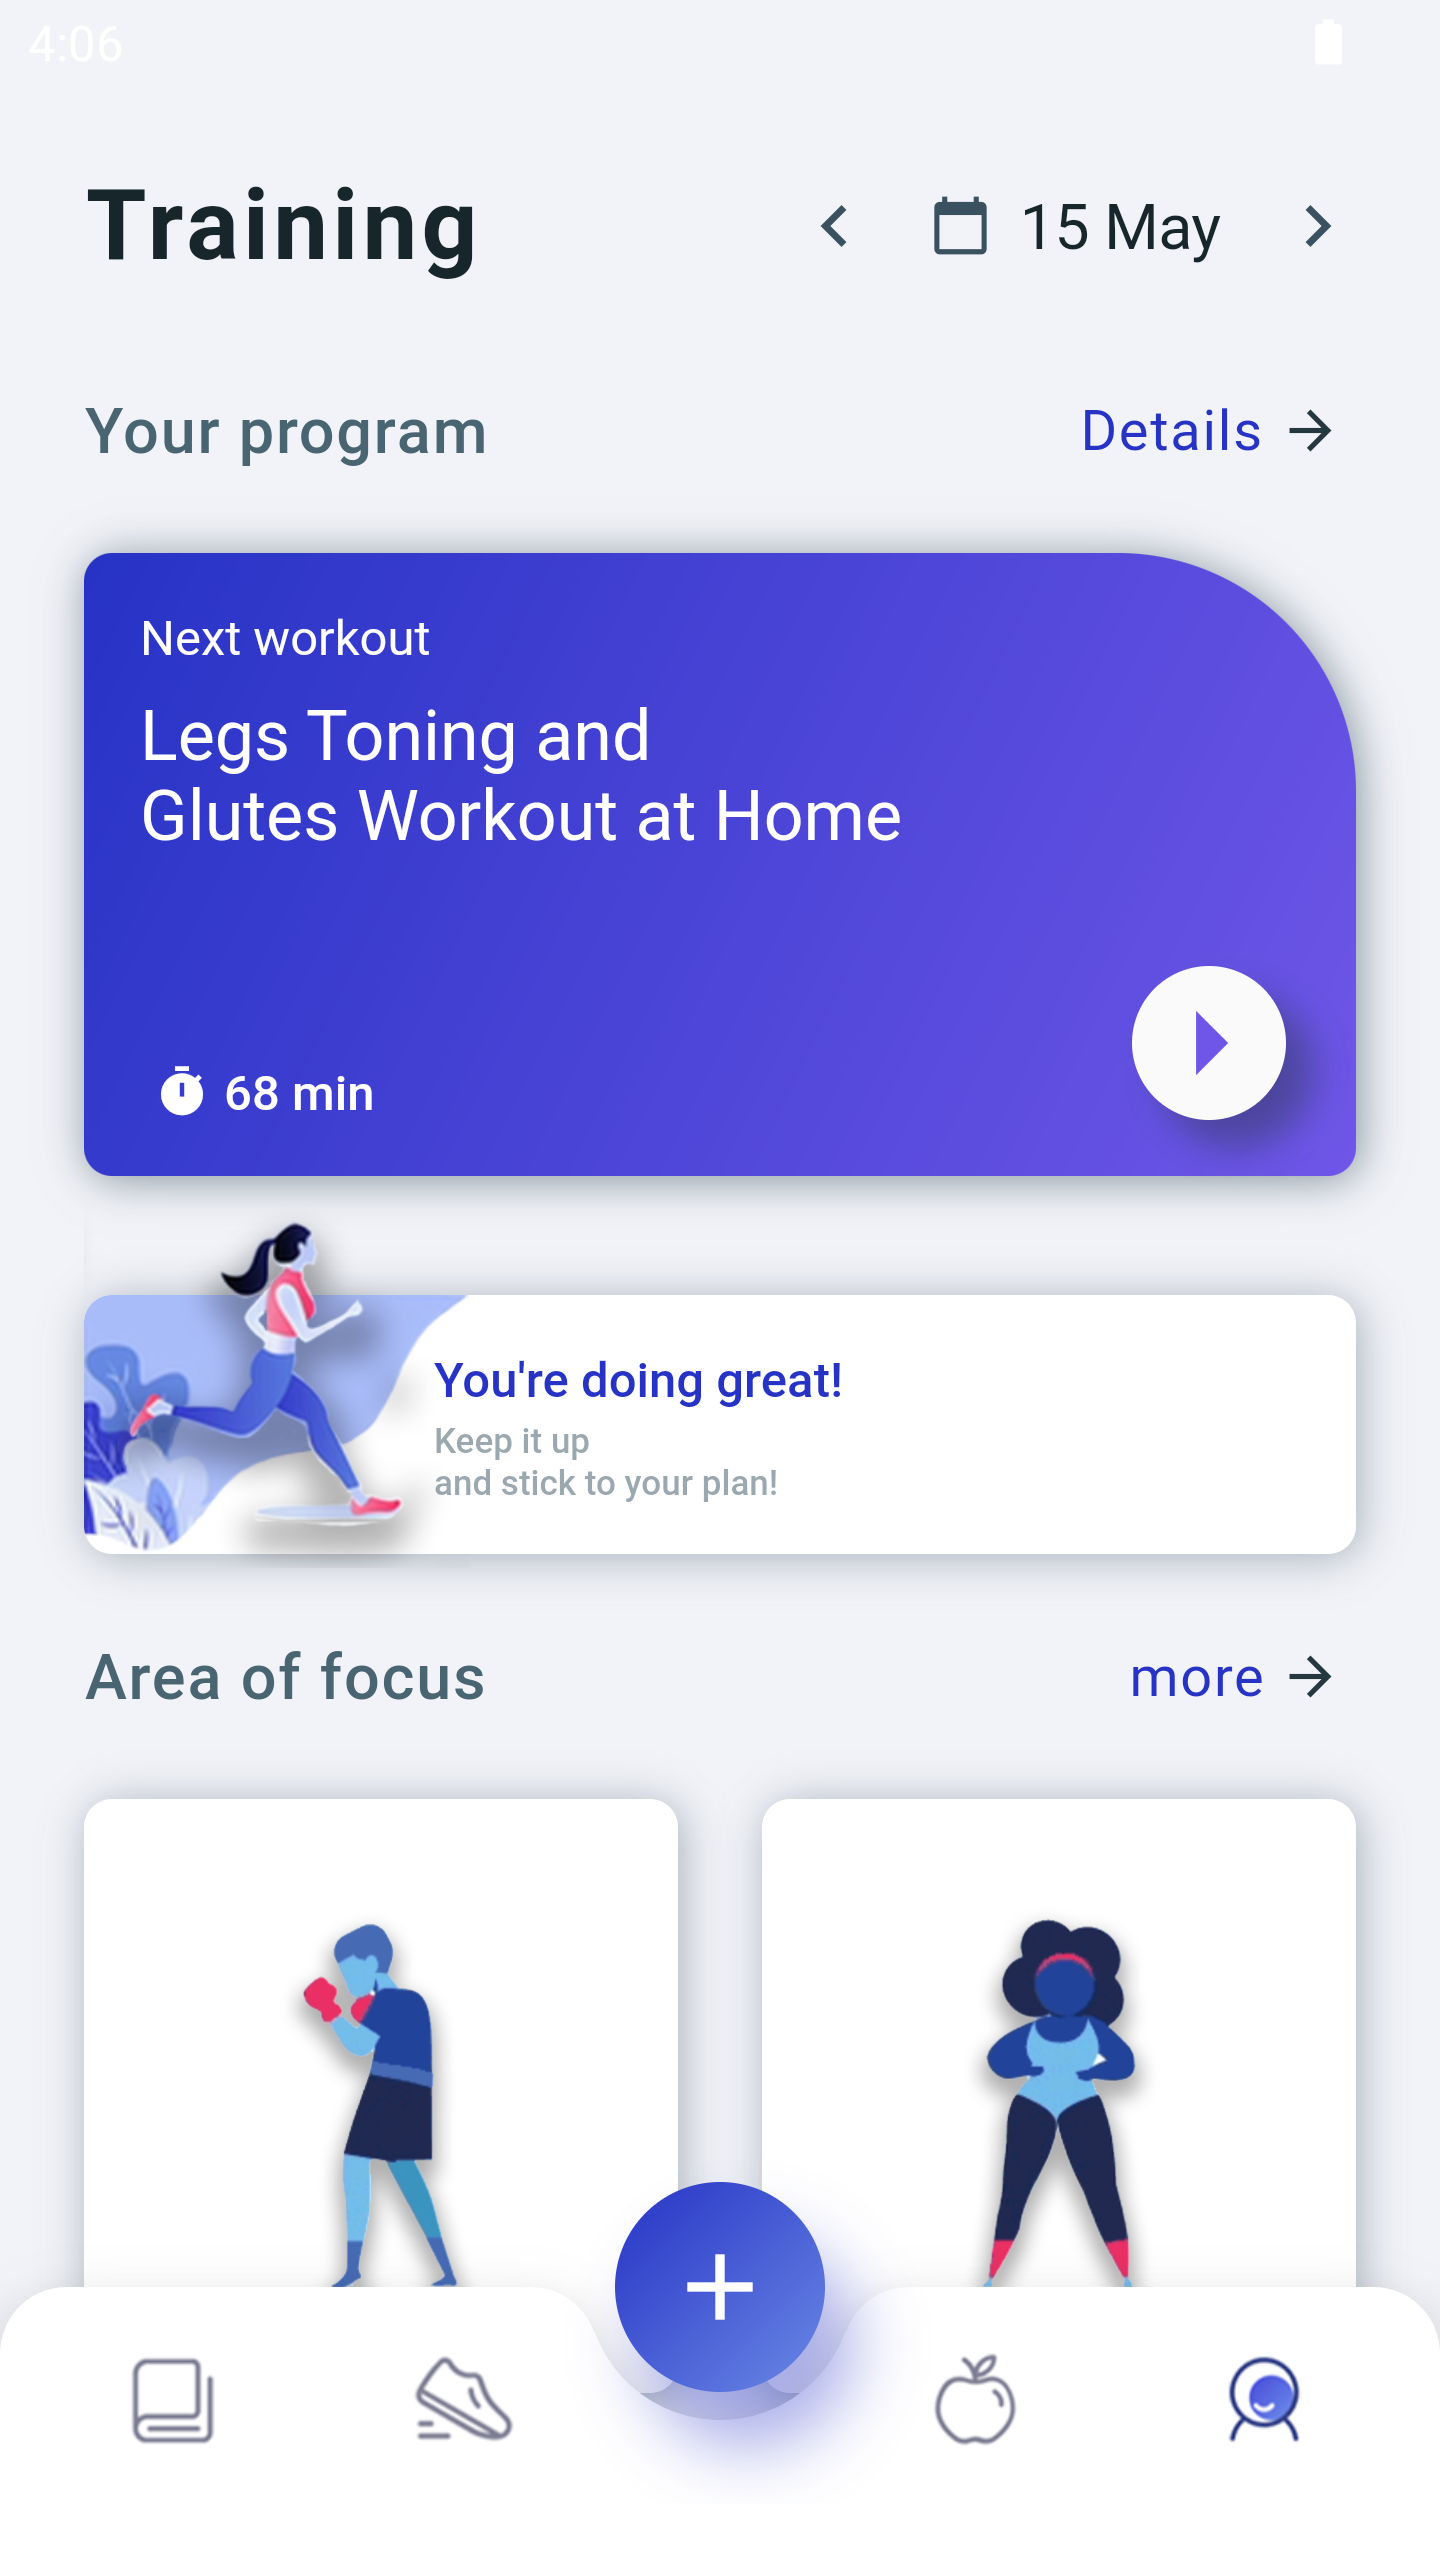 4:06
Training
15 May
Your program
Details
Next workout
Legs Toning and
Glutes Workout at Home
68 min
You're doing great!
Keep it up
and stick to your plan!
Area of focus
more